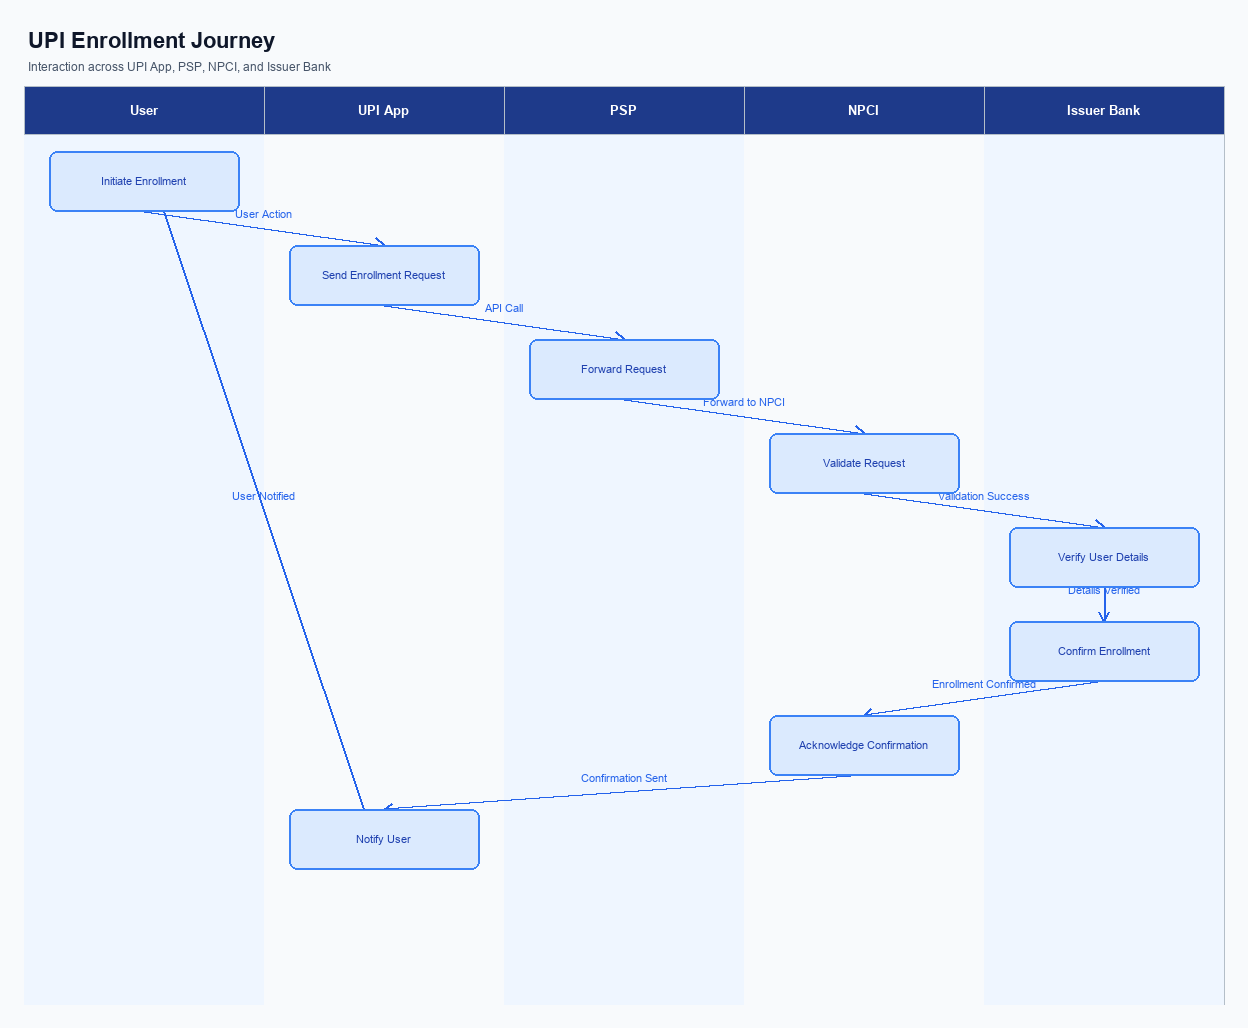 UPI Enrollment Journey
Interaction across UPI App, PSP, NPCI, and Issuer Bank
User
UPI App
PSP
NPCI
Issuer Bank
Initiate Enrollment
User Action
Send Enrollment Request
API Call
Forward Request
Forward to NPCI
Validate Request
User Notified
Validation Success
Verify User Details
Details Verified
Confirm Enrollment
Enrollment Confirmed
Acknowledge Confirmation
Confirmation Sent
Notify User